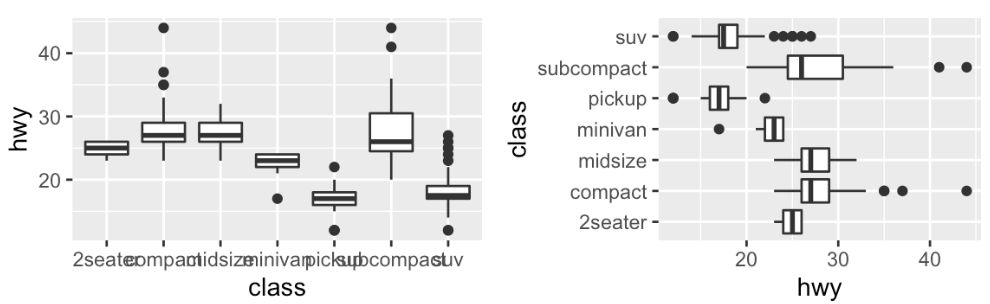 hwy
40
30
20
2seater compact midsize minivan pickup subcompact suv
class
class
suv
subcompact
pickup
minivan
midsize
compact
2seater
20 30 40
hwy